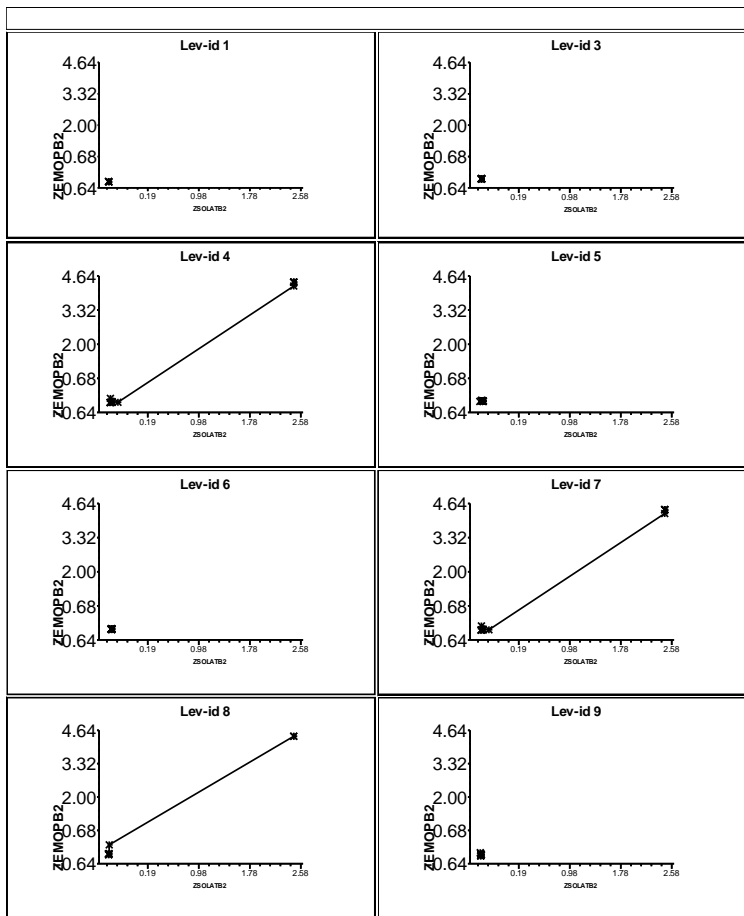 Lev-id 1
4.64
3.32
2.00
0.68
0.64
ZEMOPB2
0.19 0.98 1.78 2.58
ZSOLATB2
Lev-id 3
4.64
3.32
2.00
0.68
0.64
ZEMOPB2
0.19 0.98 1.78 2.58
ZSOLATB2
Lev-id 4
4.64
3.32
2.00
0.68
0.64
ZEMOPB2
0.19 0.98 1.78 2.58
ZSOLATB2
Lev-id 5
4.64
3.32
2.00
0.68
0.64
ZEMOPB2
0.19 0.98 1.78 2.58
ZSOLATB2
Lev-id 6
4.64
3.32
2.00
0.68
0.64
ZEMOPB2
0.19 0.98 1.78 2.58
ZSOLATB2
Lev-id 7
4.64
3.32
2.00
0.68
0.64
ZEMOPB2
0.19 0.98 1.78 2.58
ZSOLATB2
Lev-id 8
4.64
3.32
2.00
0.68
0.64
ZEMOPB2
0.19 0.98 1.78 2.58
ZSOLATB2
Lev-id 9
4.64
3.32
2.00
0.68
0.64
ZEMOPB2
0.19 0.98 1.78 2.58
ZSOLATB2